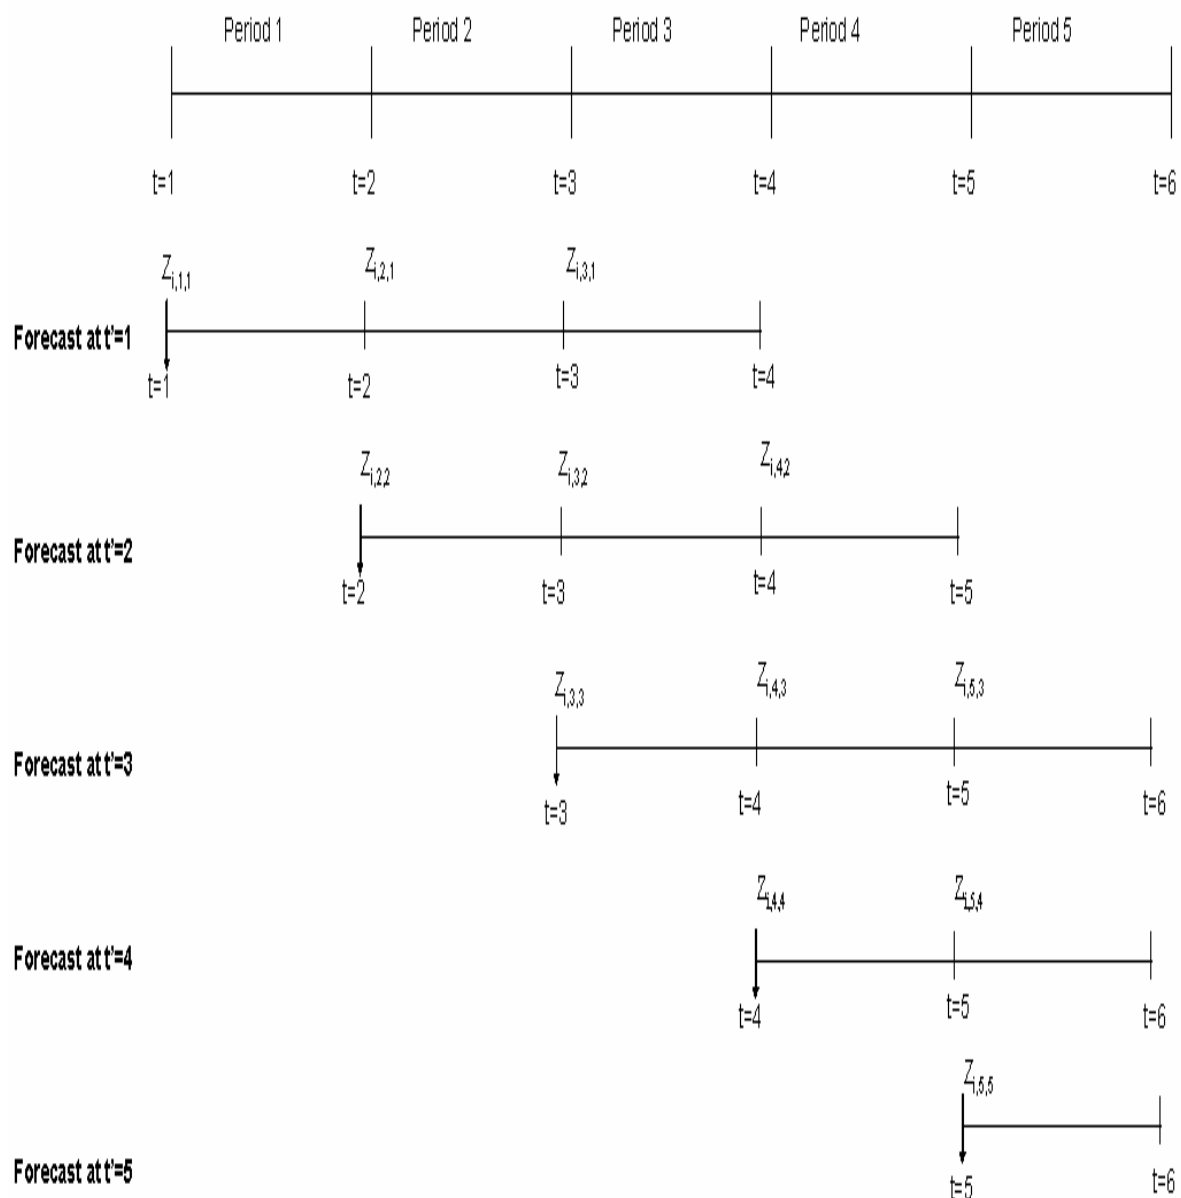 Period 1 Period 2 Period 3 Period 4 Period 5
t=1 t=2 t=3 t=4 t=5 t=6
Z_{i,1,1} Z_{i,2,1} Z_{i,3,1}
Forecast at t'=1
t=1 t=2 t=3 t=4
Z_{i,2,2} Z_{i,3,2} Z_{i,4,2}
Forecast at t'=2
t=2 t=3 t=4 t=5
Z_{i,3,3} Z_{i,4,3} Z_{i,5,3}
Forecast at t'=3
t=3 t=4 t=5 t=6
Z_{i,4,4} Z_{i,5,4}
Forecast at t'=4
t=4 t=5 t=6
Z_{i,5,5}
Forecast at t'=5
t=5 t=6